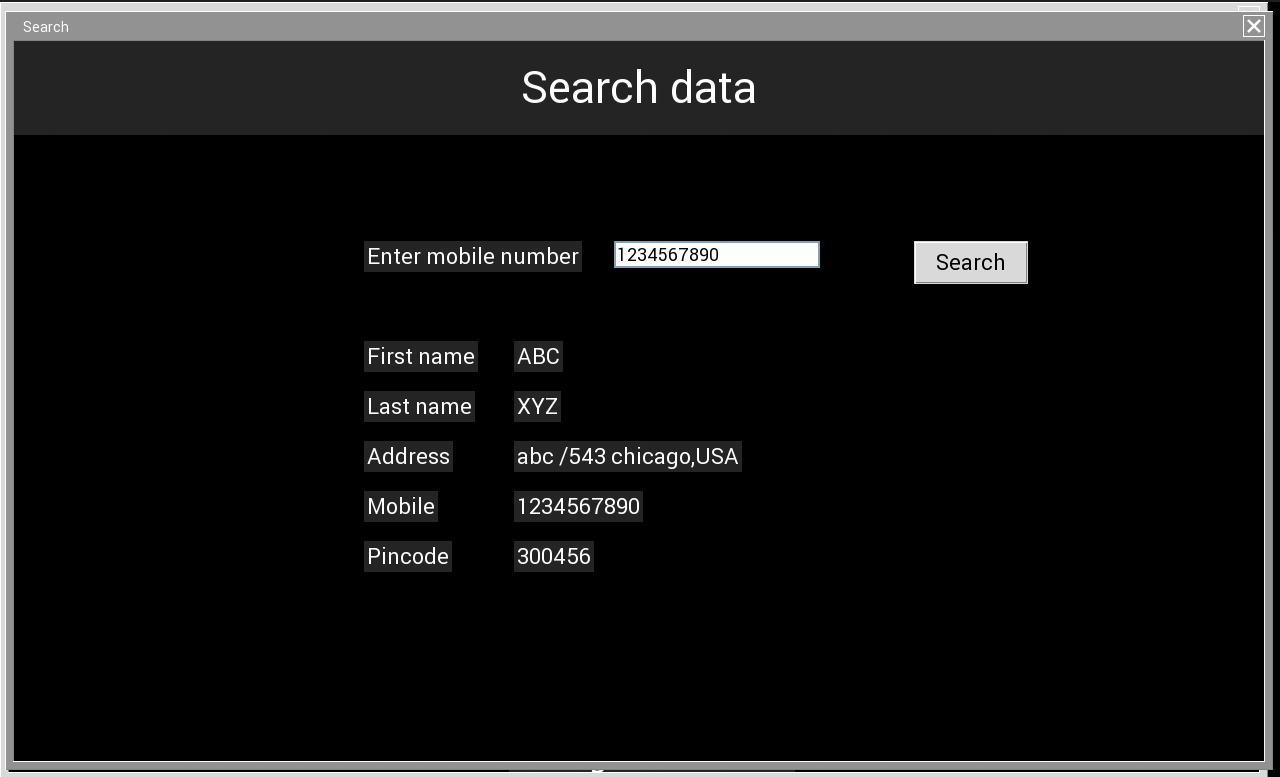 Search
Search data
Enter mobile number 1234567890 Search
First name ABC
Last name XYZ
Address abc /543 chicago,USA
Mobile 1234567890
Pincode 300456